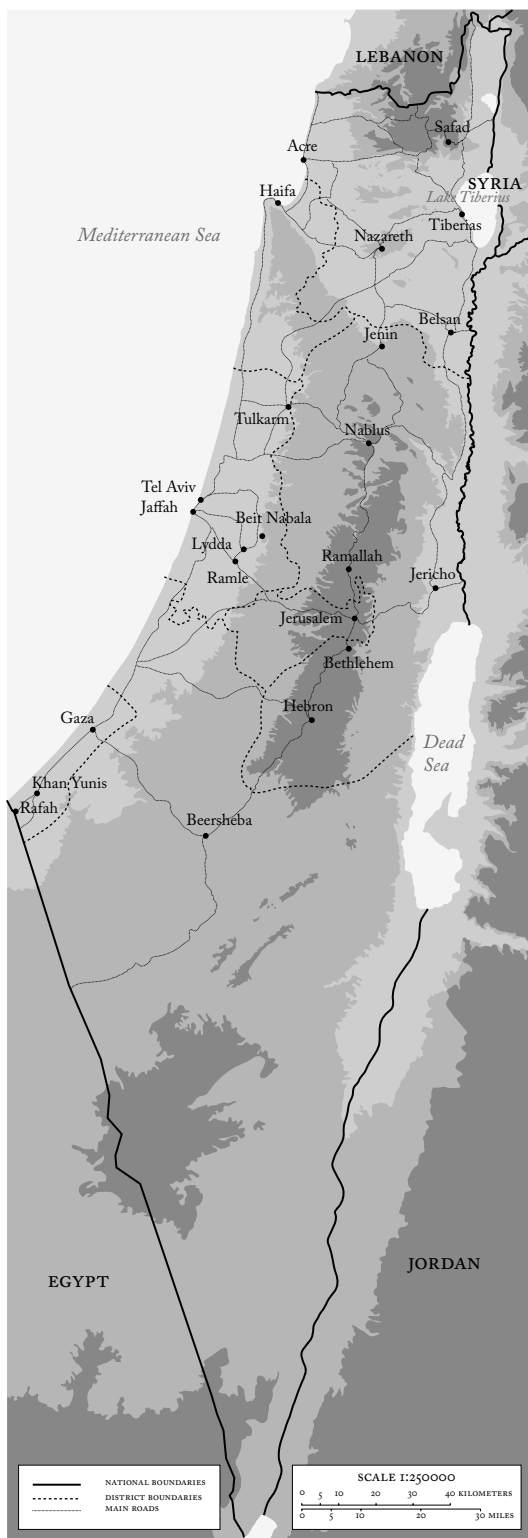 LEBANON
Safad
Acre
SYRIA
Haifa
Lake Tiberius
Tiberias
Mediterranean Sea
Nazareth
Belsan
Jenin
Tulkarm
Nablus
Tel Aviv
Jaffah
Beit Nabala
Lydda
Ramallah
Ramle
Jericho
Jerusalem
Bethlehem
Hebron
Gaza
Dead
Sea
Khan Yunis
Rafah
Beersheba
JORDAN
EGYPT
NATIONAL BOUNDARIES
DISTRICT BOUNDARIES
MAIN ROADS
SCALE 1:250000
0 5 10 20 40 KILOMETERS
0 5 10 20 30 MILES